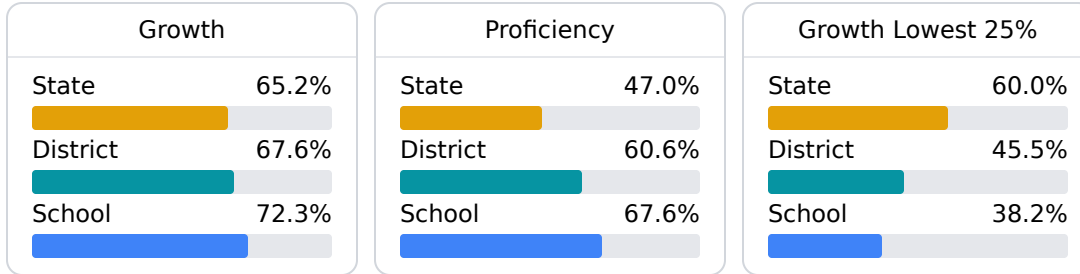 Growth
State 65.2%
District 67.6%
School 72.3%
Proficiency
State 47.0%
District 60.6%
School 67.6%
Growth Lowest 25%
State 60.0%
District 45.5%
School 38.2%